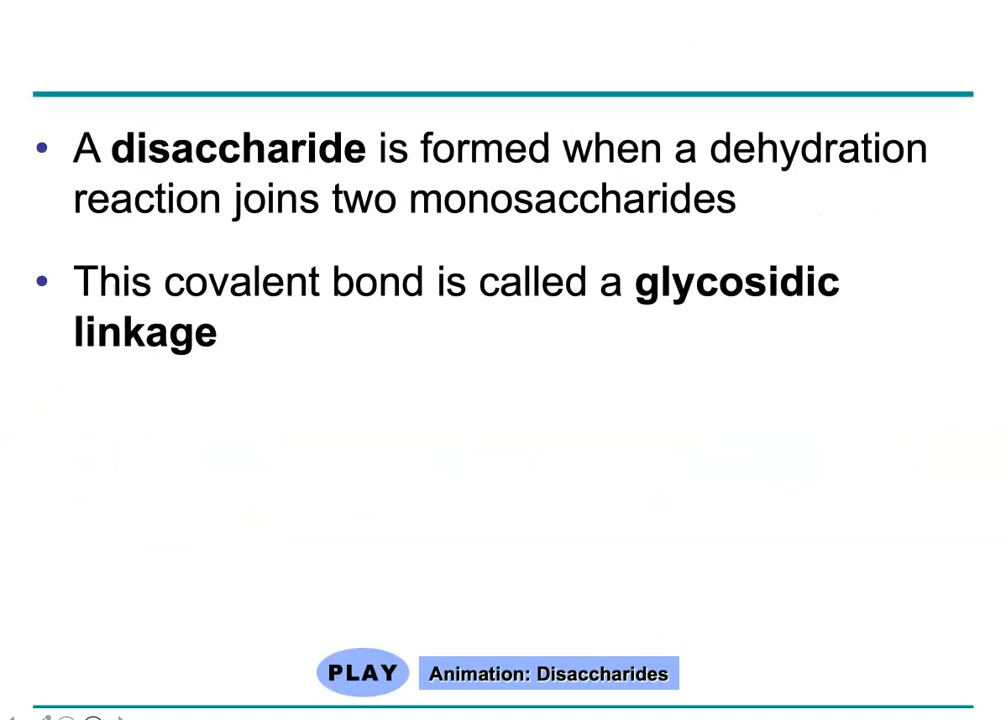 • A disaccharide is formed when a dehydration
reaction joins two monosaccharides
• This covalent bond is called a glycosidic
linkage
PLAY Animation: Disaccharides